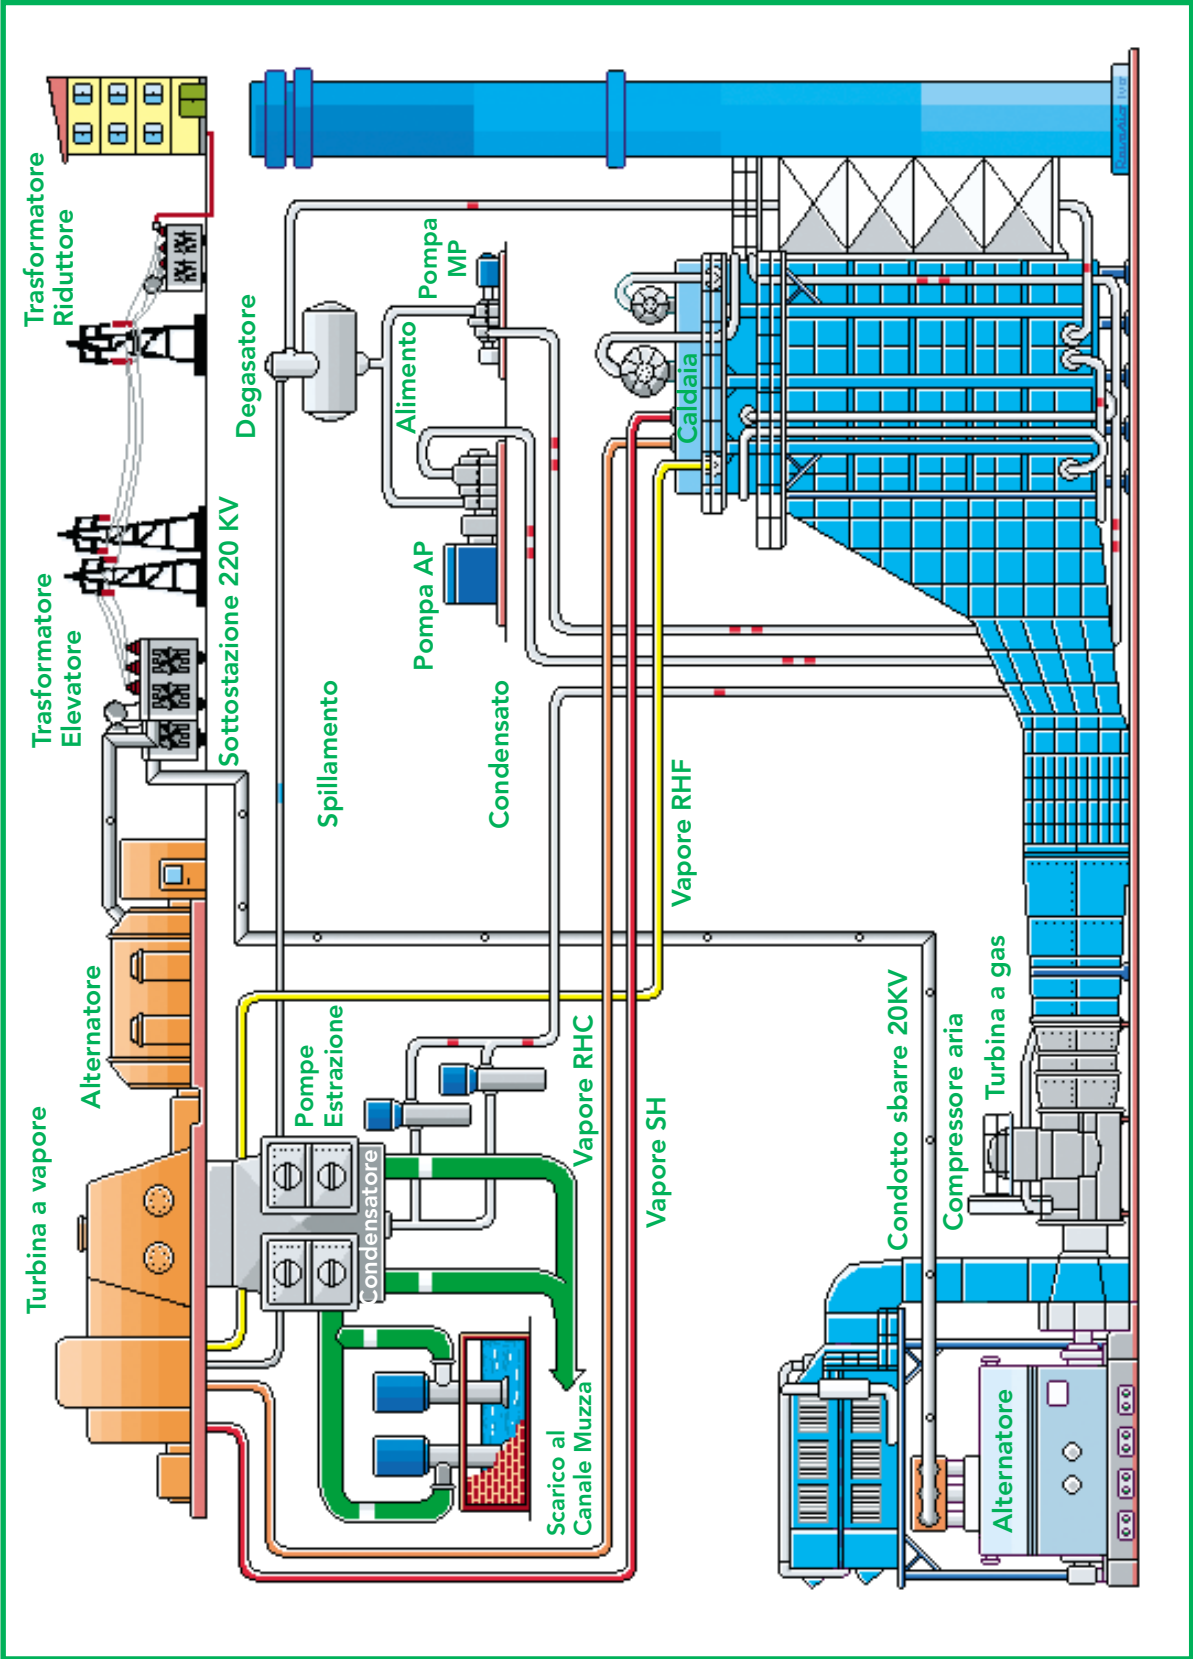 Turbina a vapore
Trasformatore
Elevatore
Trasformatore
Riduttore
Alternatore
Sottostazione 220 KV
Degasatore
Pompe
Estrazione
Spillamento
Condensatore
Alimento
Pompa AP
Pompa
MP
Condensato
Scarico al
Canale Muzza
Vapore RHC
Vapore SH
Vapore RHF
Caldaia
Condotto sbarre 20KV
Compressore aria
Turbina a gas
Alternatore